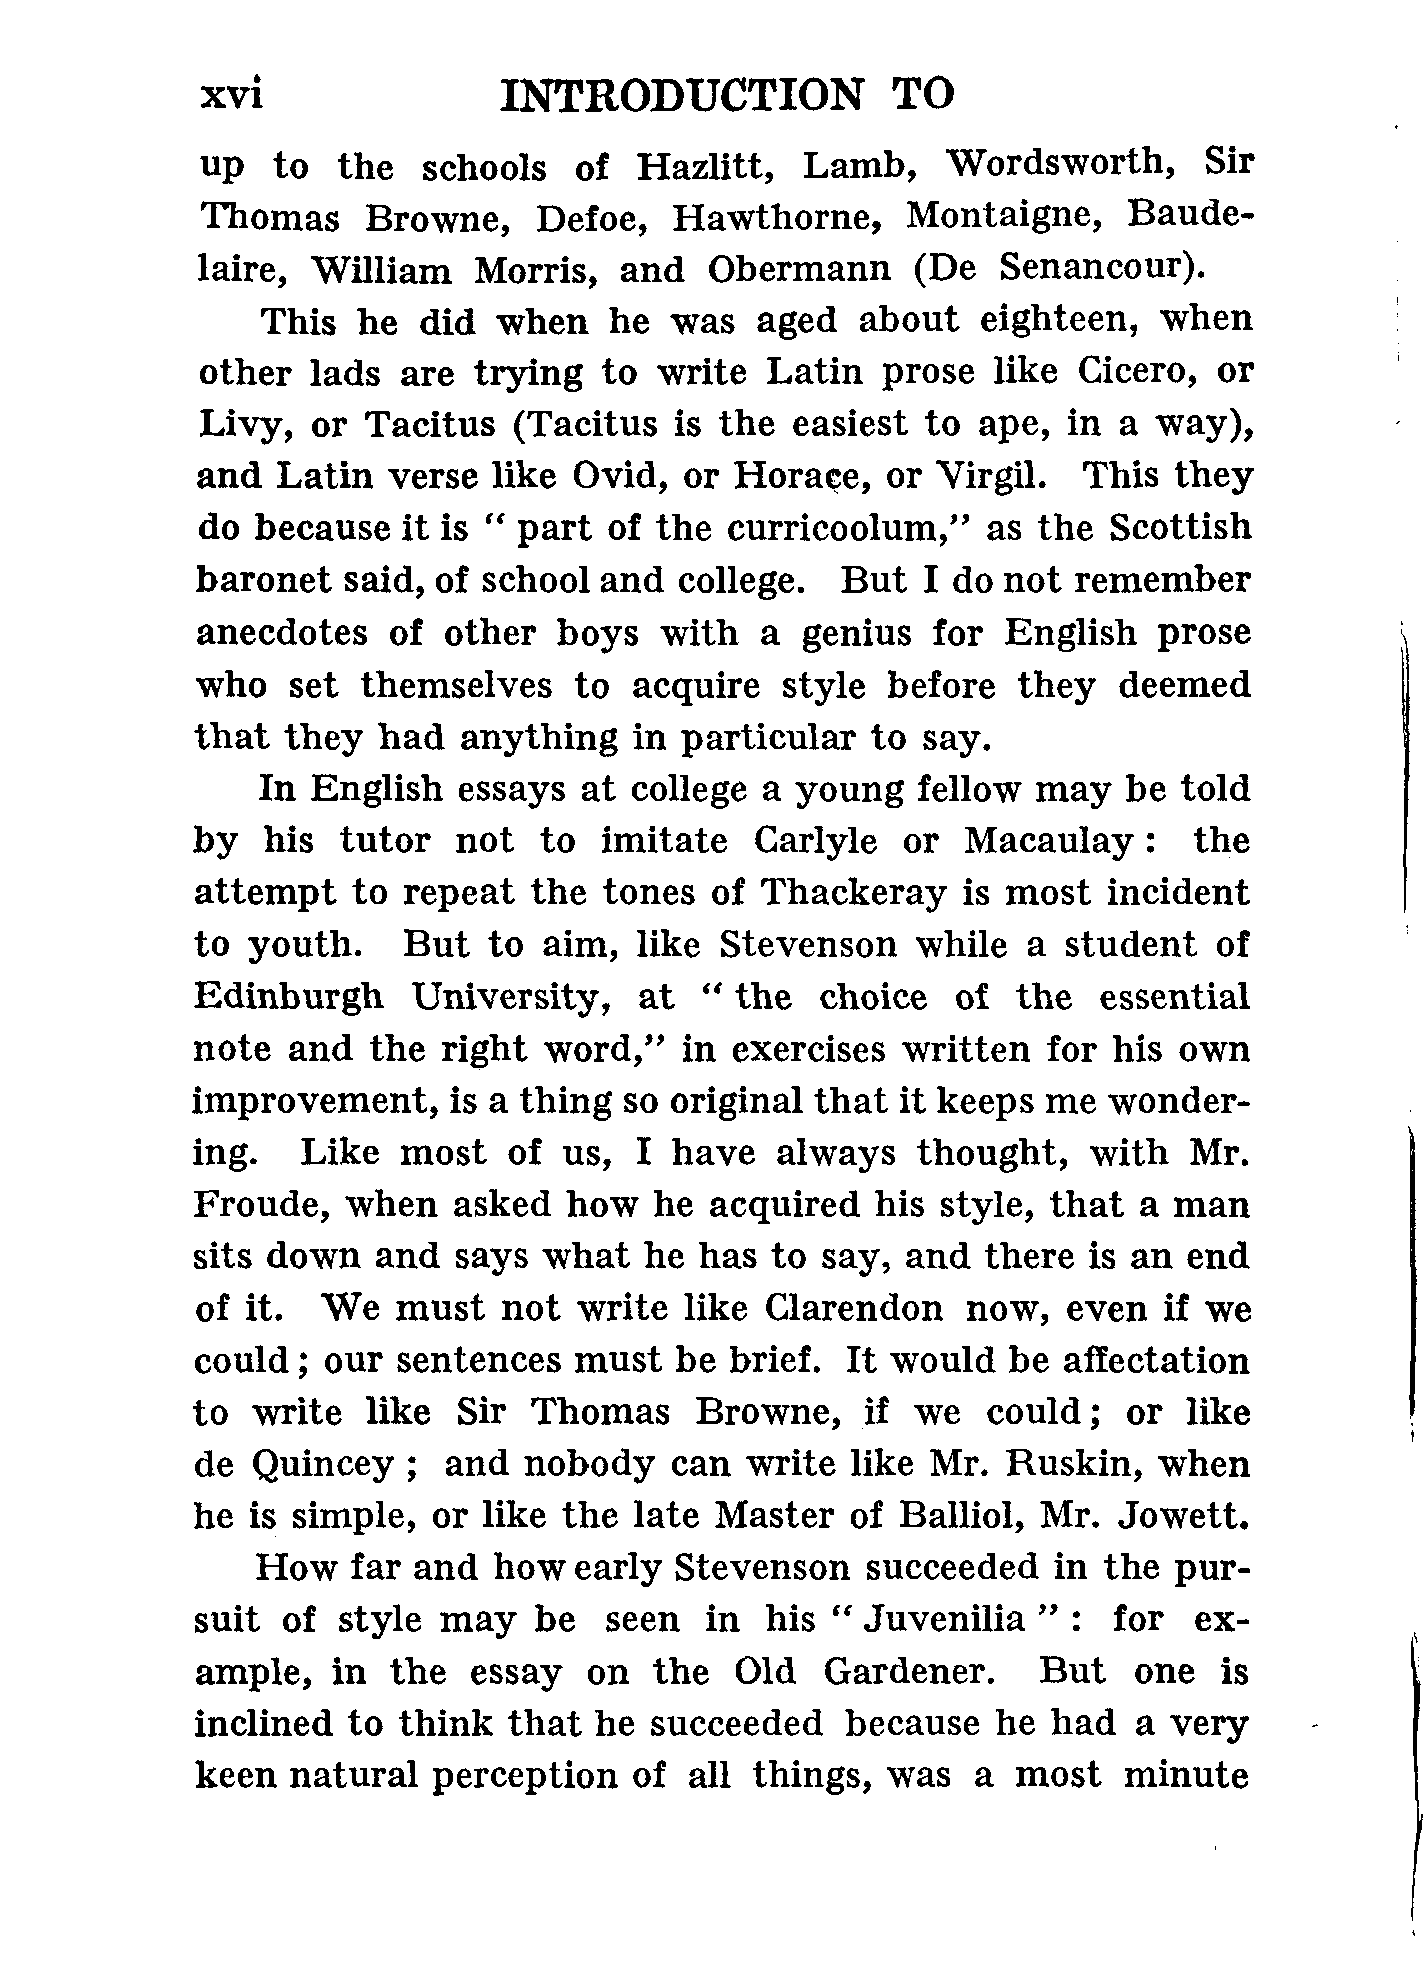 xvi INTRODUCTION TO
up to the schools of Hazlitt, Lamb, Wordsworth, Sir
Thomas Browne, Defoe, Hawthorne, Montaigne, Baude-
laire, William Morris, and Obermann (De Senancour).
This he did when he was aged about eighteen, when
other lads are trying to write Latin prose like Cicero, or
Livy, or Tacitus (Tacitus is the easiest to ape, in a way),
and Latin verse like Ovid, or Horace, or Virgil. This they
do because it is " part of the curricoolum," as the Scottish
baronet said, of school and college. But I do not remember
anecdotes of other boys with a genius for English prose
who set themselves to acquire style before they deemed
that they had anything in particular to say.
In English essays at college a young fellow may be told
by his tutor not to imitate Carlyle or Macaulay : the
attempt to repeat the tones of Thackeray is most incident
to youth. But to aim, like Stevenson while a student of
Edinburgh University, at " the choice of the essential
note and the right word," in exercises written for his own
improvement, is a thing so original that it keeps me wonder-
ing. Like most of us, I have always thought, with Mr.
Froude, when asked how he acquired his style, that a man
sits down and says what he has to say, and there is an end
of it. We must not write like Clarendon now, even if we
could ; our sentences must be brief. It would be affectation
to write like Sir Thomas Browne, if we could ; or like
de Quincey ; and nobody can write like Mr. Ruskin, when
he is simple, or like the late Master of Balliol, Mr. Jowett.
How far and how early Stevenson succeeded in the pur-
suit of style may be seen in his " Juvenilia " : for ex-
ample, in the essay on the Old Gardener. But one is
inclined to think that he succeeded because he had a very
keen natural perception of all things, was a most minute